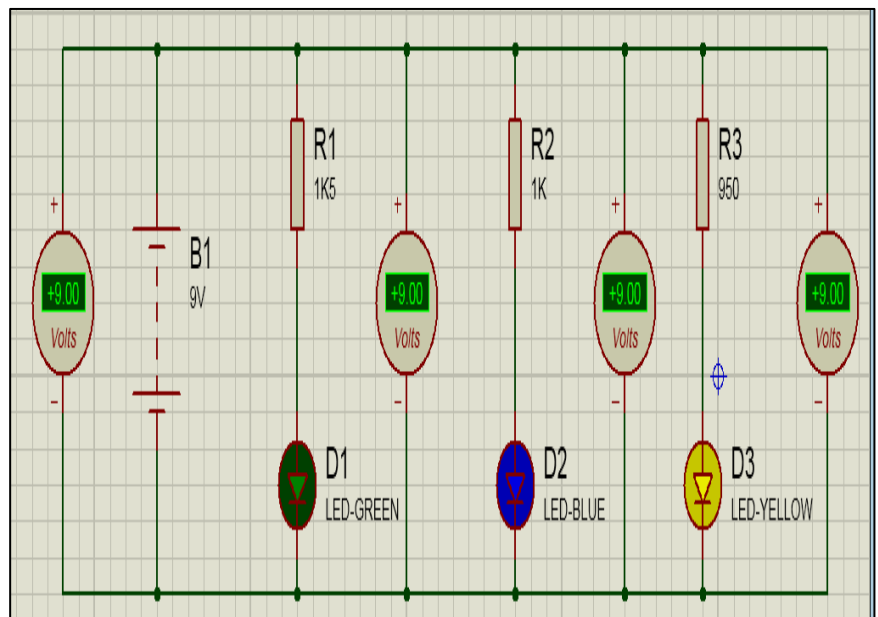 R1
1K5
R2
1K
R3
950
+
+
+
+
B1
9V
+9.00
Volts
+9.00
Volts
+9.00
Volts
+9.00
Volts
-
-
-
-
D1
LED-GREEN
D2
LED-BLUE
D3
LED-YELLOW